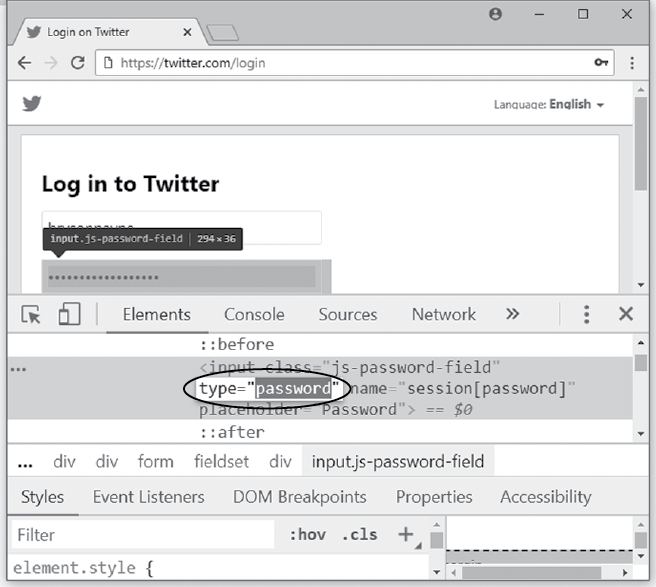 Login on Twitter
https://twitter.com/login
Language: English
Log in to Twitter
input.js-password-field | 294 × 36
Elements Console Sources Network »
::before
<input class="js-password-field"
type="password" name="session[password]"
placeholder="Password"> == $0
::after
... div div form fieldset div input.js-password-field
Styles Event Listeners DOM Breakpoints Properties Accessibility
Filter :hov .cls +
element.style {